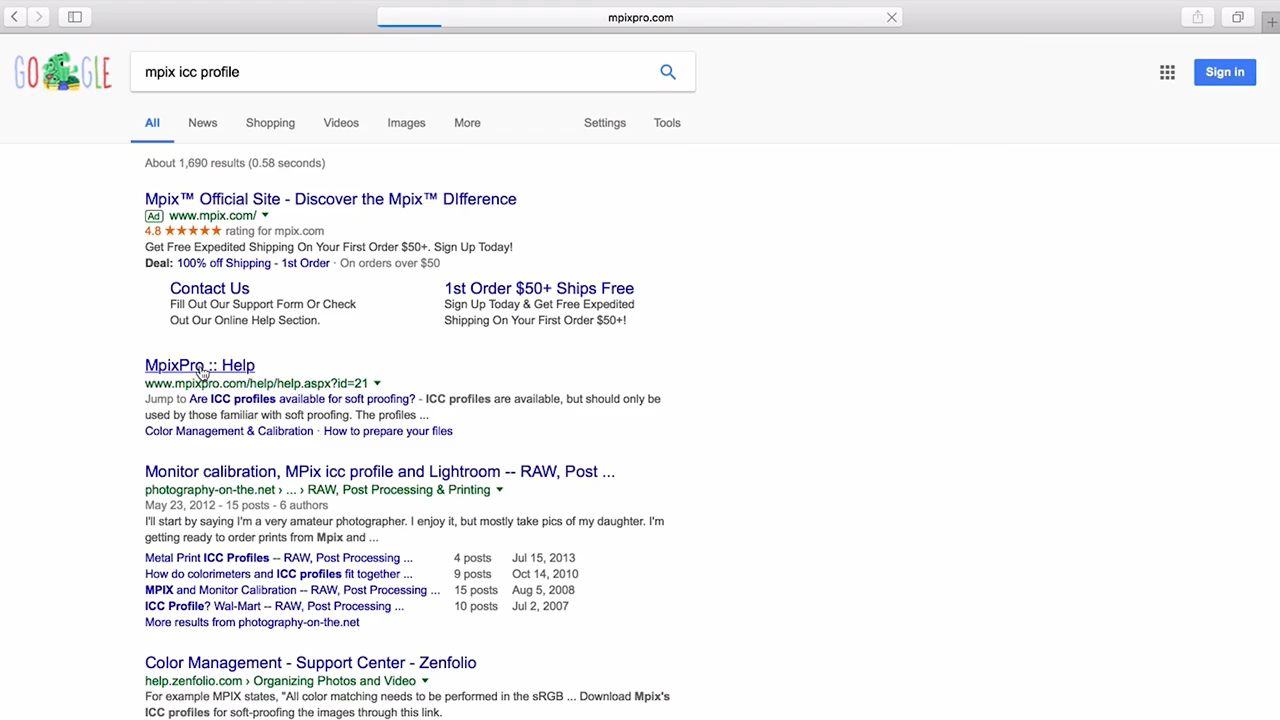 mpixpro.com
GOOGLE
mpix icc profile
Sign in
All News Shopping Videos Images More Settings Tools
About 1,690 results (0.58 seconds)
Mpix™ Official Site - Discover the Mpix™ DIfference
Ad www.mpix.com/
4.8 ★★★★★ rating for mpix.com
Get Free Expedited Shipping On Your First Order $50+. Sign Up Today!
Deal: 100% off Shipping - 1st Order · On orders over $50
Contact Us
Fill Out Our Support Form Or Check
Out Our Online Help Section.
1st Order $50+ Ships Free
Sign Up Today & Get Free Expedited
Shipping On Your First Order $50+!
MpixPro :: Help
www.mpixpro.com/help/help.aspx?id=21
Jump to Are ICC profiles available for soft proofing? - ICC profiles are available, but should only be
used by those familiar with soft proofing. The profiles ...
Color Management & Calibration · How to prepare your files
Monitor calibration, MPix icc profile and Lightroom -- RAW, Post ...
photography-on-the.net › ... › RAW, Post Processing & Printing
May 23, 2012 - 15 posts - 6 authors
I'll start by saying I'm a very amateur photographer. I enjoy it, but mostly take pics of my daughter. I'm
getting ready to order prints from Mpix and ...
Metal Print ICC Profiles -- RAW, Post Processing ... 4 posts Jul 15, 2013
How do colorimeters and ICC profiles fit together ... 9 posts Oct 14, 2010
MPIX and Monitor Calibration -- RAW, Post Processing ... 15 posts Aug 5, 2008
ICC Profile? Wal-Mart -- RAW, Post Processing ... 10 posts Jul 2, 2007
More results from photography-on-the.net
Color Management - Support Center - Zenfolio
help.zenfolio.com › Organizing Photos and Video
For example MPIX states, "All color matching needs to be performed in the sRGB ... Download Mpix's
ICC profiles for soft-proofing the images through this link.